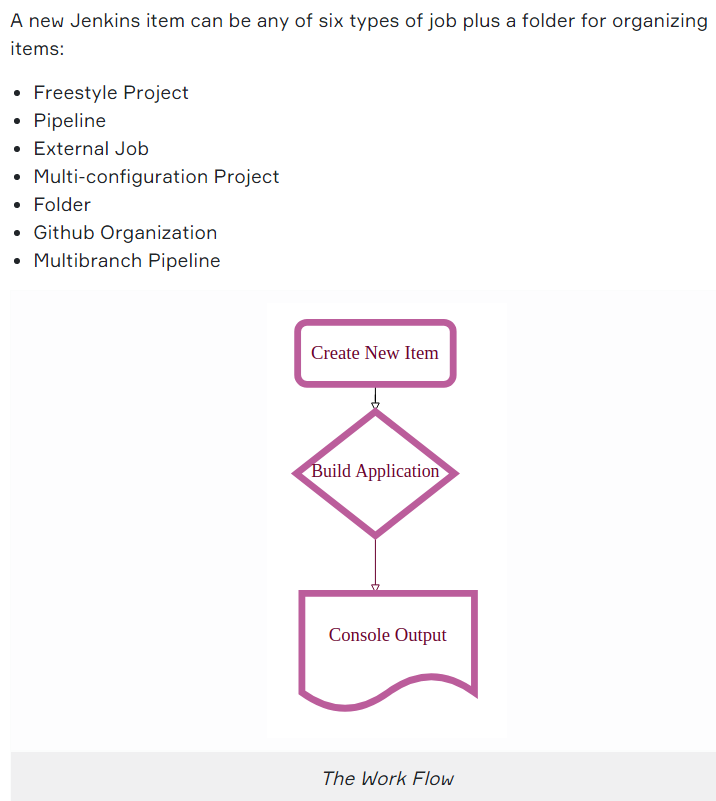 A new Jenkins item can be any of six types of job plus a folder for organizing
items:
Freestyle Project
Pipeline
External Job
Multi-configuration Project
Folder
Github Organization
Multibranch Pipeline
Create New Item
Build Application
Console Output
The Work Flow